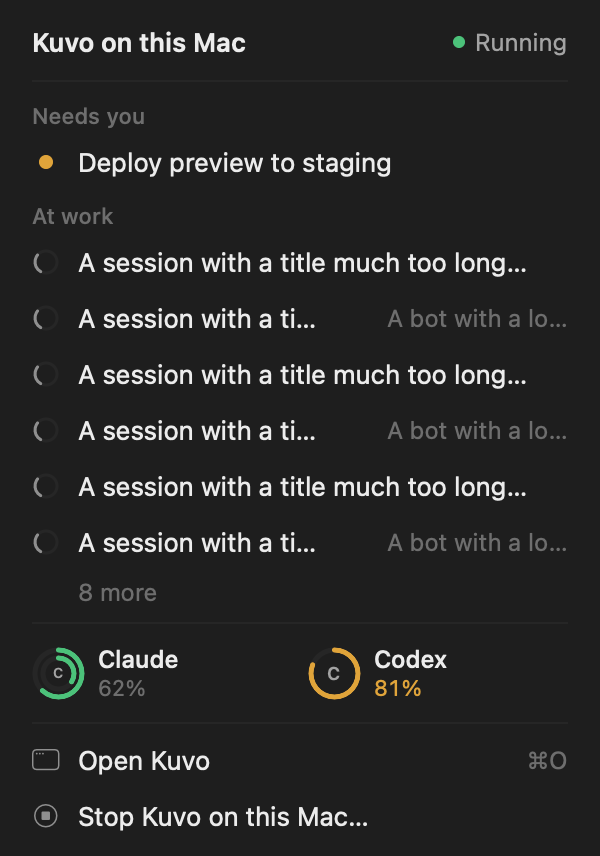 Kuvo on this Mac Running
Needs you
Deploy preview to staging
At work
A session with a title much too long...
A session with a ti... A bot with a lo...
A session with a title much too long...
A session with a ti... A bot with a lo...
A session with a title much too long...
A session with a ti... A bot with a lo...
8 more
C Claude C Codex
62% 81%
Open Kuvo ⌘O
Stop Kuvo on this Mac...